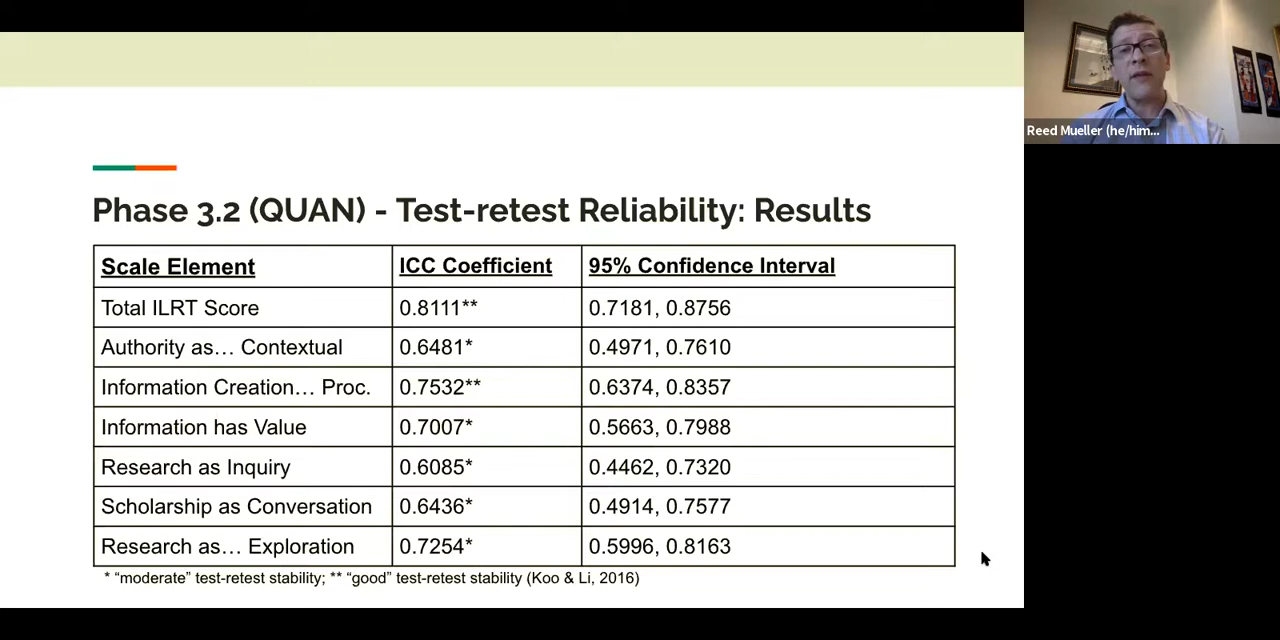 Reed Mueller (he/him...
Phase 3.2 (QUAN) - Test-retest Reliability: Results
Scale Element ICC Coefficient 95% Confidence Interval
Total ILRT Score 0.8111** 0.7181, 0.8756
Authority as… Contextual 0.6481* 0.4971, 0.7610
Information Creation… Proc. 0.7532** 0.6374, 0.8357
Information has Value 0.7007* 0.5663, 0.7988
Research as Inquiry 0.6085* 0.4462, 0.7320
Scholarship as Conversation 0.6436* 0.4914, 0.7577
Research as… Exploration 0.7254* 0.5996, 0.8163
* “moderate” test-retest stability; ** “good” test-retest stability (Koo & Li, 2016)